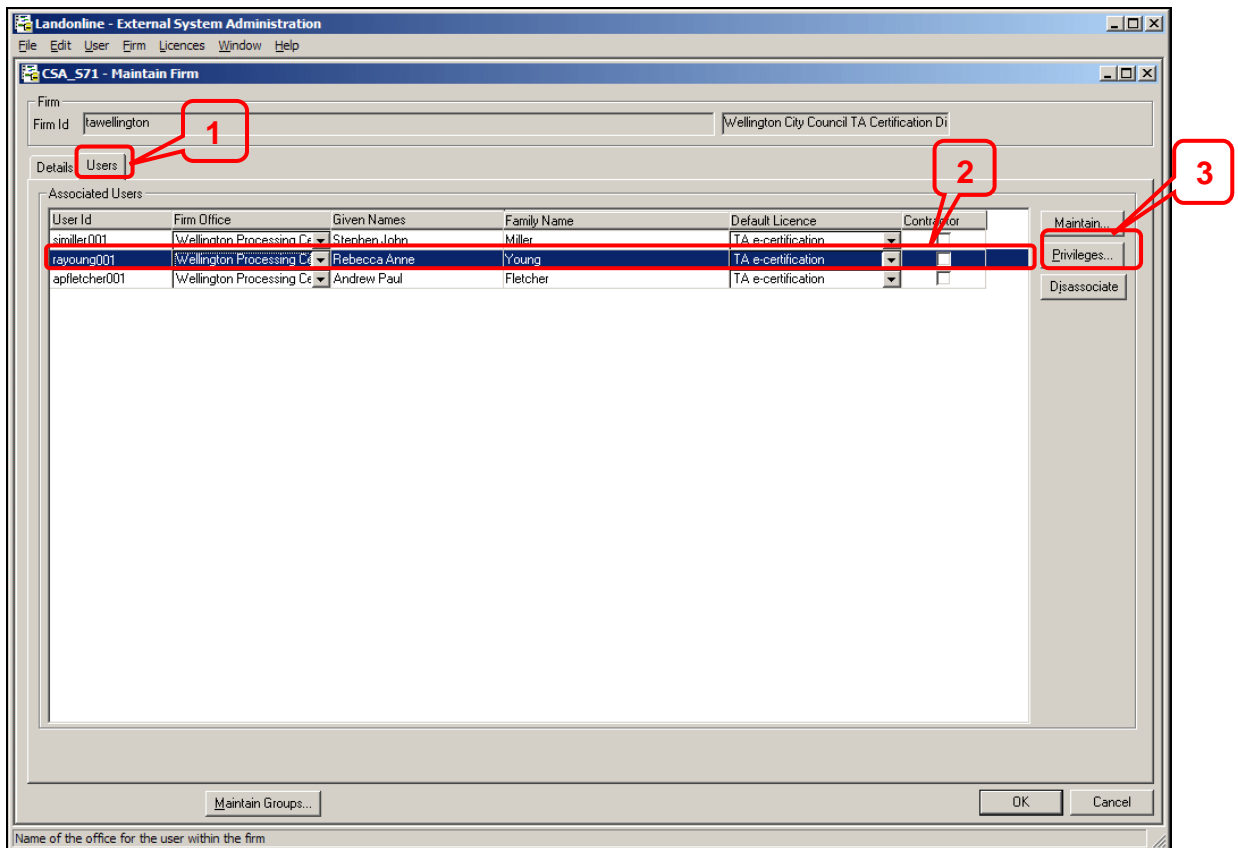 Landonline - External System Administration
File Edit User Firm Licences Window Help
CSA_S71 - Maintain Firm
Firm
Firm Id tawellington Wellington City Council TA Certification Di
1
Details Users
2
3
Associated Users
User Id Firm Office Given Names Family Name Default Licence Contractor
similler001 Wellington Processing Ce Stephen John Miller TA e-certification
rayoung001 Wellington Processing Ce Rebecca Anne Young TA e-certification
apfletcher001 Wellington Processing Ce Andrew Paul Fletcher TA e-certification
Maintain...
Privileges...
Disassociate
Maintain Groups...
OK Cancel
Name of the office for the user within the firm